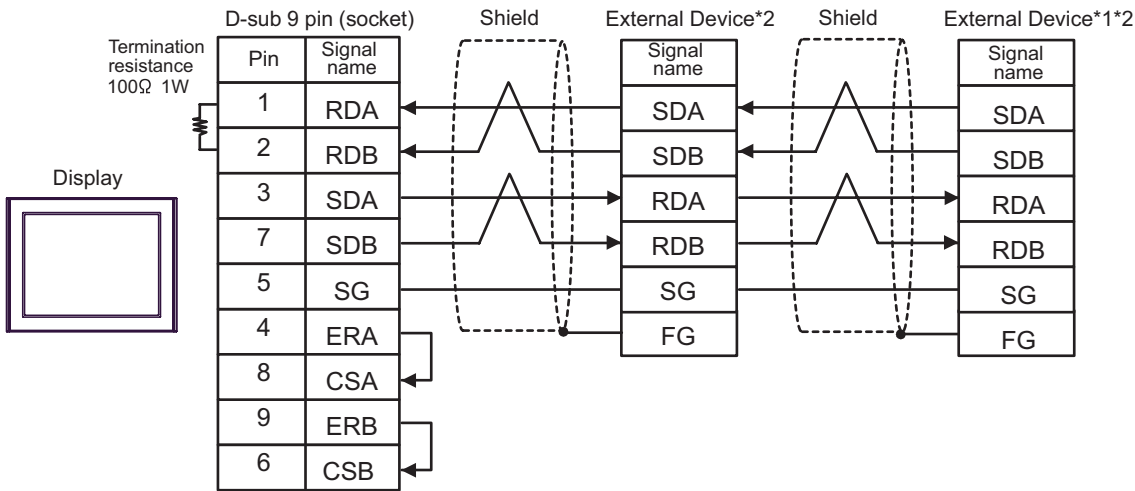 D-sub 9 pin (socket) Shield External Device*2 Shield External Device*1*2
Termination
resistance
100Ω 1W
Display
Pin Signal name
1 RDA
2 RDB
3 SDA
7 SDB
5 SG
4 ERA
8 CSA
9 ERB
6 CSB
Signal
name
SDA
SDB
RDA
RDB
SG
FG
Signal
name
SDA
SDB
RDA
RDB
SG
FG